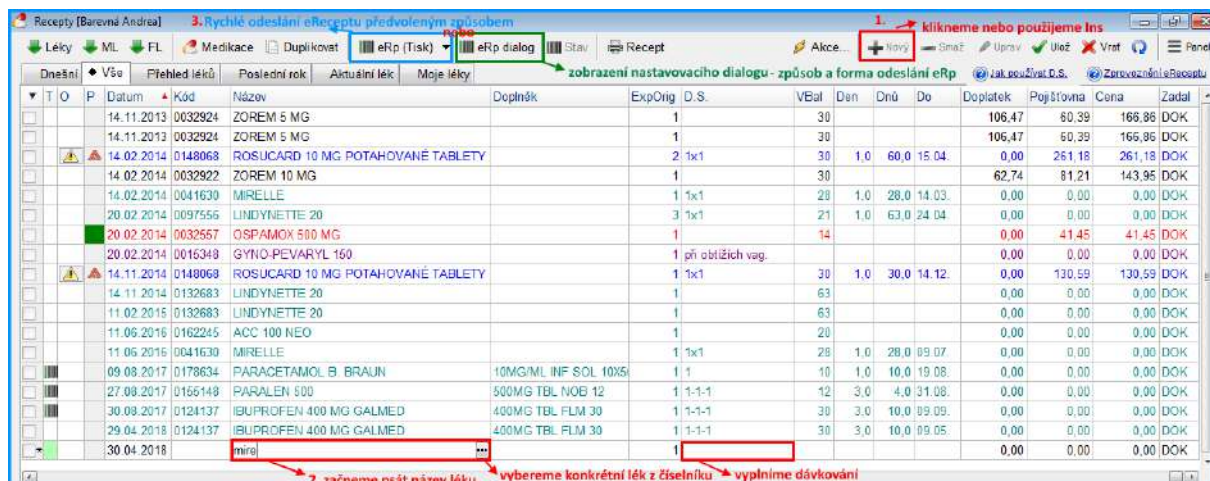 Recepty [Barevná Andrea] 3. Rychlé odeslání eReceptu předvoleným způsobem 1. klikneme nebo použijeme Ins
nebo
Léky ML FL Medikace Duplikovat eRp (Tisk) eRp dialog Stav Recept Akce... Nový Smaž Uprav Ulož Vrať Panel
Dnešní Vše Přehled léků Poslední rok Aktuální lék Moje léky zobrazení nastavovacího dialogu - způsob a forma odeslání eRp Jak používat D.S. Zprovoznění eReceptu
T O P Datum Kód Název Doplněk ExpOrig D.S. VBal Den Dnů Do Doplatek Pojišťovna Cena Zadal
14.11.2013 0032924 ZOREM 5 MG 1 30 106,47 60,39 166,86 DOK
14.11.2013 0032924 ZOREM 5 MG 1 30 106,47 60,39 166,86 DOK
14.02.2014 0148068 ROSUCARD 10 MG POTAHOVANÉ TABLETY 2 1x1 30 1,0 60,0 15.04. 0,00 261,18 261,18 DOK
14.02.2014 0032922 ZOREM 10 MG 1 30 62,74 81,21 143,95 DOK
14.02.2014 0041630 MIRELLE 1 1x1 28 1,0 28,0 14.03. 0,00 0,00 0,00 DOK
20.02.2014 0097556 LINDYNETTE 20 3 1x1 21 1,0 63,0 24.04. 0,00 0,00 0,00 DOK
20.02.2014 0032557 OSPAMOX 500 MG 1 14 0,00 41,45 41,45 DOK
20.02.2014 0015348 GYNO-PEVARYL 150 1 při obtížích vag. 0,00 0,00 0,00 DOK
14.11.2014 0148068 ROSUCARD 10 MG POTAHOVANÉ TABLETY 1 1x1 30 1,0 30,0 14.12. 0,00 130,59 130,59 DOK
14.11.2014 0132683 LINDYNETTE 20 1 63 0,00 0,00 0,00 DOK
11.02.2015 0132683 LINDYNETTE 20 1 63 0,00 0,00 0,00 DOK
11.06.2016 0162245 ACC 100 NEO 1 20 0,00 0,00 0,00 DOK
11.06.2016 0041630 MIRELLE 1 1x1 28 1,0 28,0 09.07. 0,00 0,00 0,00 DOK
09.08.2017 0178634 PARACETAMOL B. BRAUN 10MG/ML INF SOL 10X5 1 1 10 1,0 10,0 19.08. 0,00 0,00 0,00 DOK
27.08.2017 0155148 PARALEN 500 500MG TBL NOB 12 1 1-1-1 12 3,0 4,0 31.08. 0,00 0,00 0,00 DOK
30.08.2017 0124137 IBUPROFEN 400 MG GALMED 400MG TBL FLM 30 1 1-1-1 30 3,0 10,0 09.09. 0,00 0,00 0,00 DOK
29.04.2018 0124137 IBUPROFEN 400 MG GALMED 400MG TBL FLM 30 1 1-1-1 30 3,0 10,0 09.05. 0,00 0,00 0,00 DOK
30.04.2018 mire 1 0,00 0,00 0,00 DOK
2. začneme psát název léku vybereme konkrétní lék z číselníku vyplníme dávkování